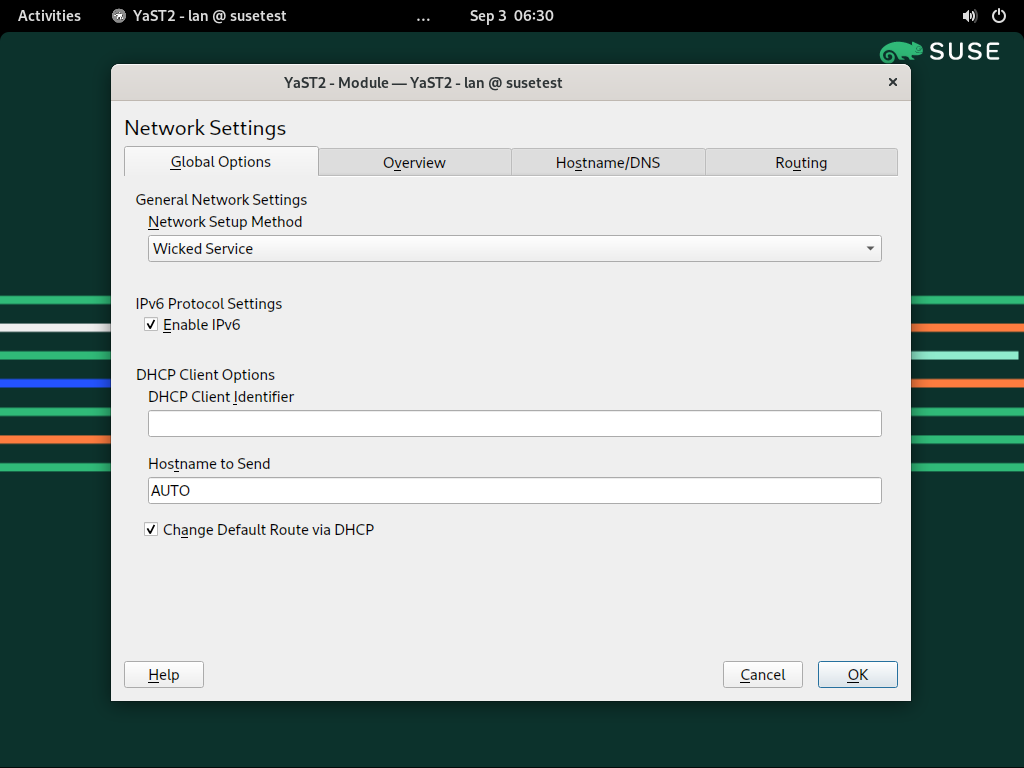 Activities YaST2 - lan @ susetest ... Sep 3 06:30
SUSE
YaST2 - Module — YaST2 - lan @ susetest
Network Settings
Global Options Overview Hostname/DNS Routing
General Network Settings
Network Setup Method
Wicked Service
IPv6 Protocol Settings
Enable IPv6
DHCP Client Options
DHCP Client Identifier
Hostname to Send
AUTO
Change Default Route via DHCP
Help Cancel OK